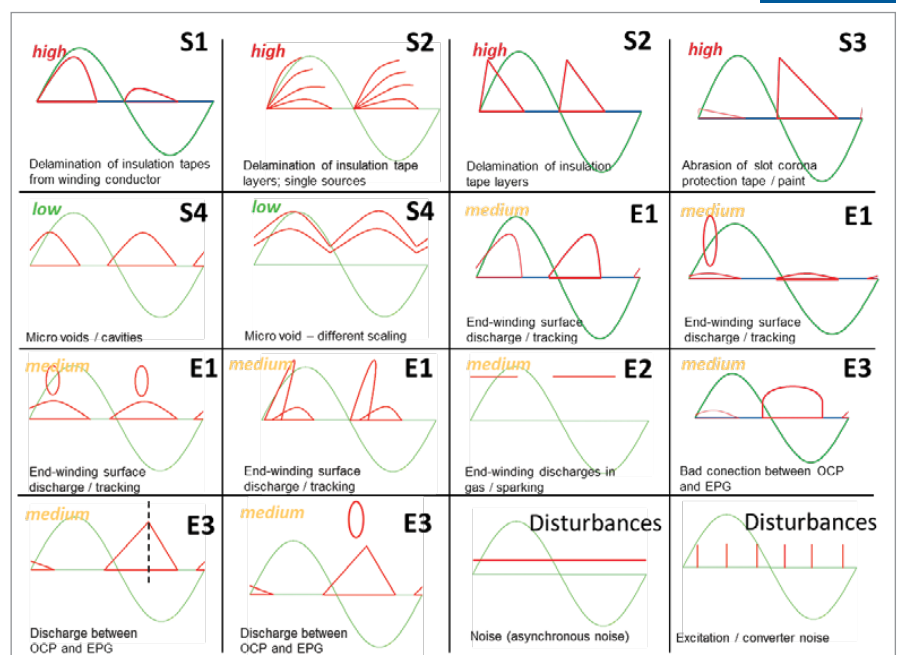 high S1
Delamination of insulation tapes
from winding conductor
high S2
Delamination of insulation tape
layers; single sources
high S2
Delamination of insulation
tape layers
high S3
Abrasion of slot corona
protection tape / paint
low S4
Micro voids / cavities
low S4
Micro void – different scaling
medium E1
End-winding surface
discharge / tracking
medium E1
End-winding surface
discharge / tracking
medium E1
End-winding surface
discharge / tracking
medium E1
End-winding surface
discharge / tracking
medium E2
End-winding discharges in
gas / sparking
medium E3
Bad conection between OCP
and EPG
medium E3
Discharge between
OCP and EPG
medium E3
Discharge between
OCP and EPG
Disturbances
Noise (asynchronous noise)
Disturbances
Excitation / converter noise